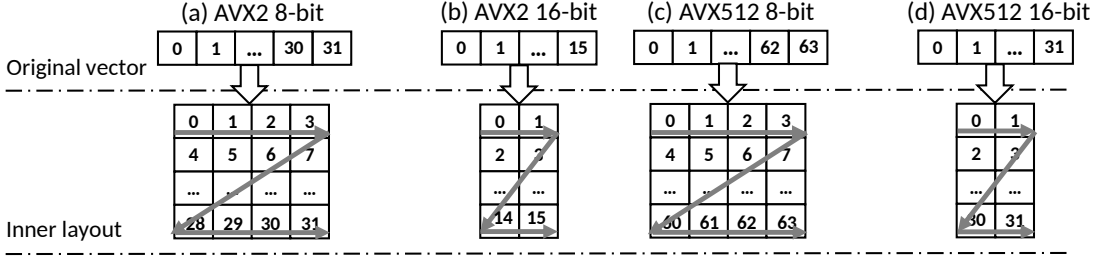 (a) AVX2 8-bit (b) AVX2 16-bit (c) AVX512 8-bit (d) AVX512 16-bit
0 1 ... 30 31 0 1 ... 15 0 1 ... 62 63 0 1 ... 31
Original vector
0 1 2 3 0 1 0 1 2 3 0 1
4 5 6 7 2 3 4 5 6 7 2 3
... ... ... ... ... ... ... ... ... ... ... ...
28 29 30 31 14 15 60 61 62 63 30 31
Inner layout